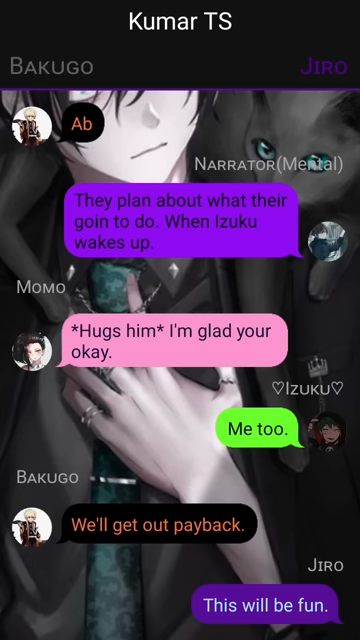 Kumar TS
Bakugo
Jiro
Ab
Narrator(Mental)
They plan about what their
goin to do. When Izuku
wakes up.
Momo
*Hugs him* I'm glad your
okay.
♡Izuku♡
Me too.
Bakugo
We'll get out payback.
Jiro
This will be fun.